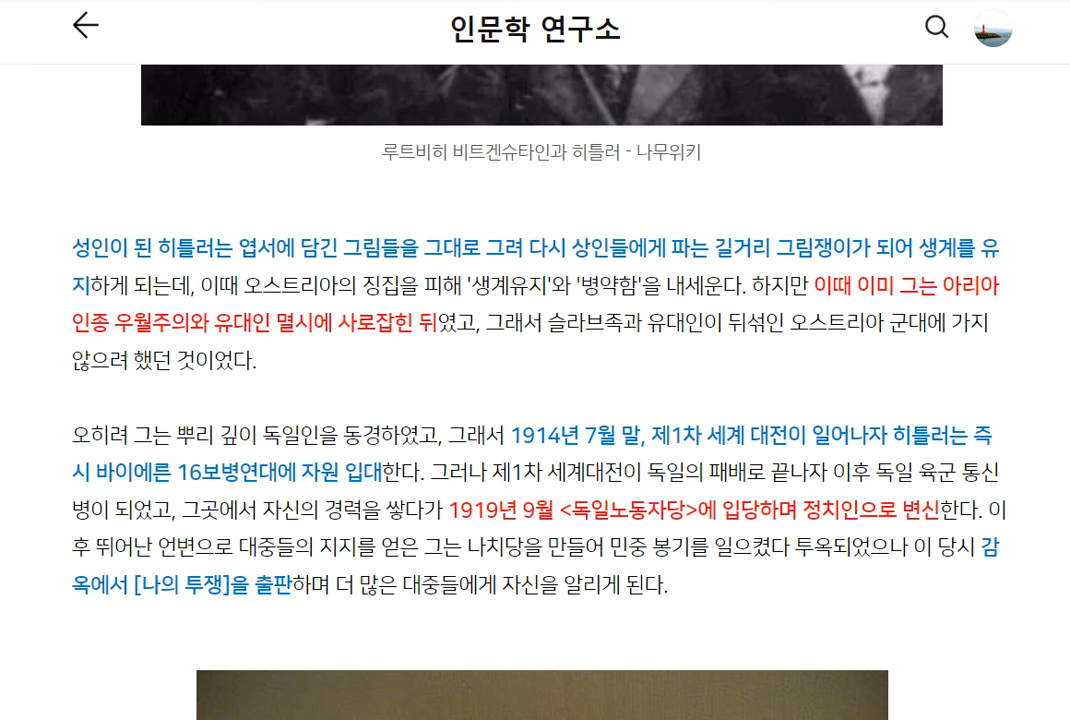 인문학 연구소
루트비히 비트겐슈타인과 히틀러 - 나무위키
성인이 된 히틀러는 엽서에 담긴 그림들을 그대로 그려 다시 상인들에게 파는 길거리 그림쟁이가 되어 생계를 유
지하게 되는데, 이때 오스트리아의 징집을 피해 '생계유지'와 '병약함'을 내세운다. 하지만 이때 이미 그는 아리아
인종 우월주의와 유대인 멸시에 사로잡힌 뒤였고, 그래서 슬라브족과 유대인이 뒤섞인 오스트리아 군대에 가지
않으려 했던 것이었다.
오히려 그는 뿌리 깊이 독일인을 동경하였고, 그래서 1914년 7월 말, 제1차 세계 대전이 일어나자 히틀러는 즉
시 바이에른 16보병연대에 자원 입대한다. 그러나 제1차 세계대전이 독일의 패배로 끝나자 이후 독일 육군 통신
병이 되었고, 그곳에서 자신의 경력을 쌓다가 1919년 9월 <독일노동자당>에 입당하며 정치인으로 변신한다. 이
후 뛰어난 언변으로 대중들의 지지를 얻은 그는 나치당을 만들어 민중 봉기를 일으켰다 투옥되었으나 이 당시 감
옥에서 [나의 투쟁]을 출판하며 더 많은 대중들에게 자신을 알리게 된다.